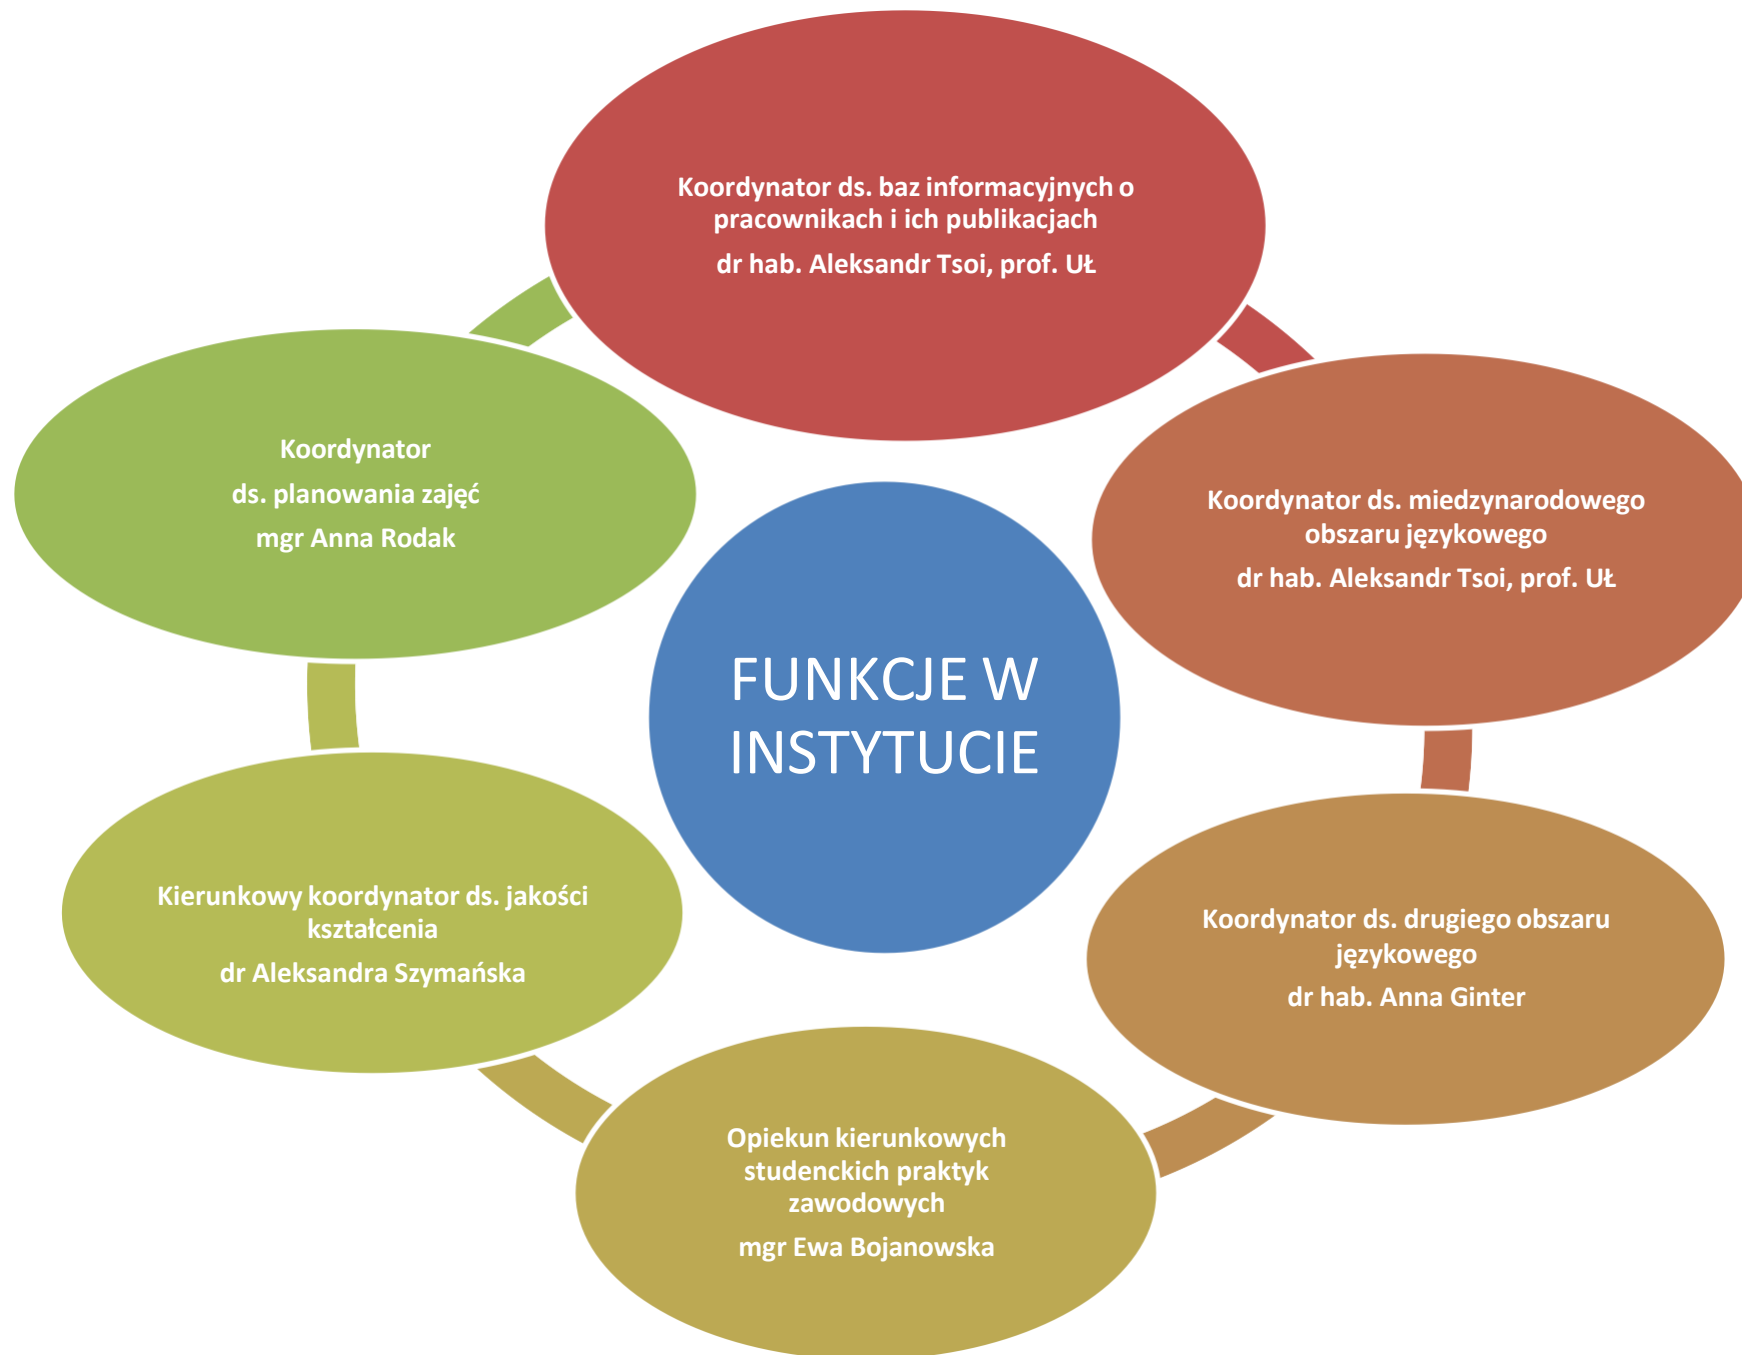 Koordynator ds. baz informacyjnych o
pracownikach i ich publikacjach
dr hab. Aleksandr Tsoi, prof. UŁ
Koordynator ds. miedzynarodowego
obszaru językowego
dr hab. Aleksandr Tsoi, prof. UŁ
Koordynator ds. drugiego obszaru
językowego
dr hab. Anna Ginter
Opiekun kierunkowych
studenckich praktyk
zawodowych
mgr Ewa Bojanowska
Kierunkowy koordynator ds. jakości
kształcenia
dr Aleksandra Szymańska
Koordynator
ds. planowania zajęć
mgr Anna Rodak
FUNKCJE W
INSTYTUCIE